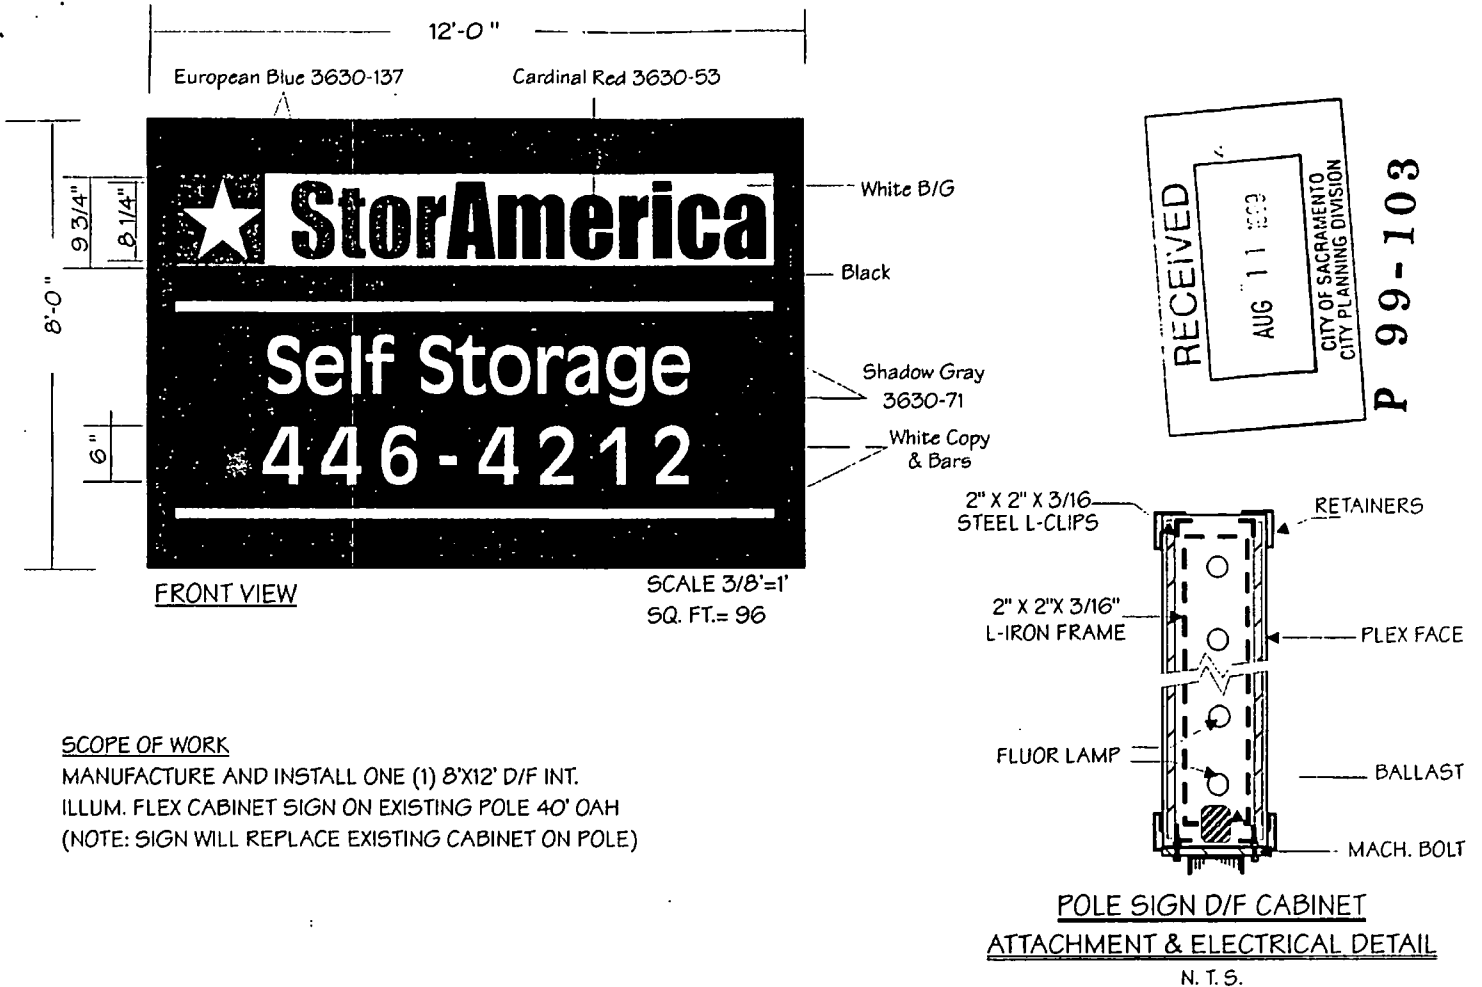 12'-0"
European Blue 3630-137
Cardinal Red 3630-53
9 3/4"
8 1/4"
8'-0"
6"
StorAmerica
Self Storage
446-4212
White B/G
Black
Shadow Gray
3630-71
White Copy
& Bars
FRONT VIEW
SCALE 3/8'=1'
SQ. FT.= 96
RECEIVED
AUG 11
CITY OF SACRAMENTO
CITY PLANNING DIVISION
P 99-103
2" X 2" X 3/16
STEEL L-CLIPS
RETAINERS
2" X 2"X 3/16"
L-IRON FRAME
PLEX FACE
FLUOR LAMP
BALLAST
MACH. BOLT
POLE SIGN D/F CABINET
ATTACHMENT & ELECTRICAL DETAIL
N. T. S.
SCOPE OF WORK
MANUFACTURE AND INSTALL ONE (1) 8'X12' D/F INT.
ILLUM. FLEX CABINET SIGN ON EXISTING POLE 40' OAH
(NOTE: SIGN WILL REPLACE EXISTING CABINET ON POLE)